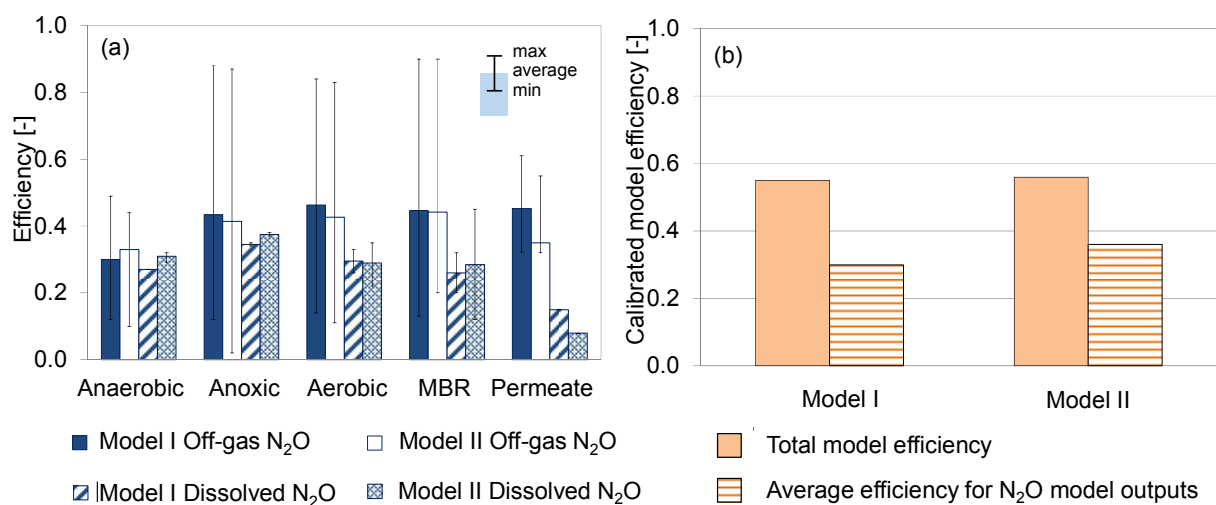 (a)
max
average
min
Efficiency [-]
1.0
0.8
0.6
0.4
0.2
0.0
Anaerobic Anoxic Aerobic MBR Permeate
Model I Off-gas N₂O Model II Off-gas N₂O
Model I Dissolved N₂O Model II Dissolved N₂O
(b)
Calibrated model efficiency [-]
1.0
0.8
0.6
0.4
0.2
0.0
Model I Model II
Total model efficiency
Average efficiency for N₂O model outputs